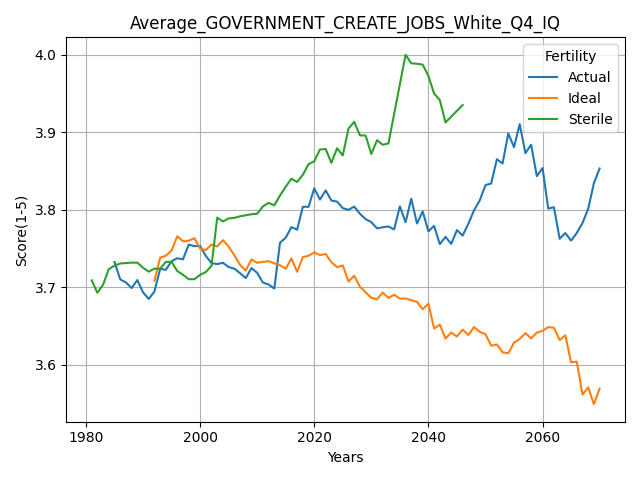 Average_GOVERNMENT_CREATE_JOBS_White_Q4_IQ
Fertility
Actual
Ideal
Sterile
Score(1-5)
4.0
3.9
3.8
3.7
3.6
1980 2000 2020 2040 2060
Years